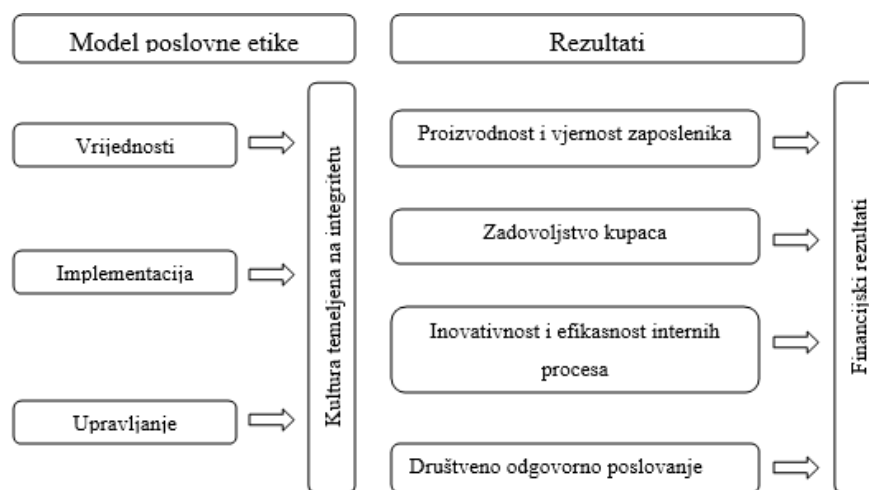 Model poslovne etike
Rezultati
Vrijednosti
Implementacija
Upravljanje
Kultura temeljena na integritetu
Proizvodnost i vjernost zaposlenika
Zadovoljstvo kupaca
Inovativnost i efikasnost internih
procesa
Društveno odgovorno poslovanje
Financijski rezultati